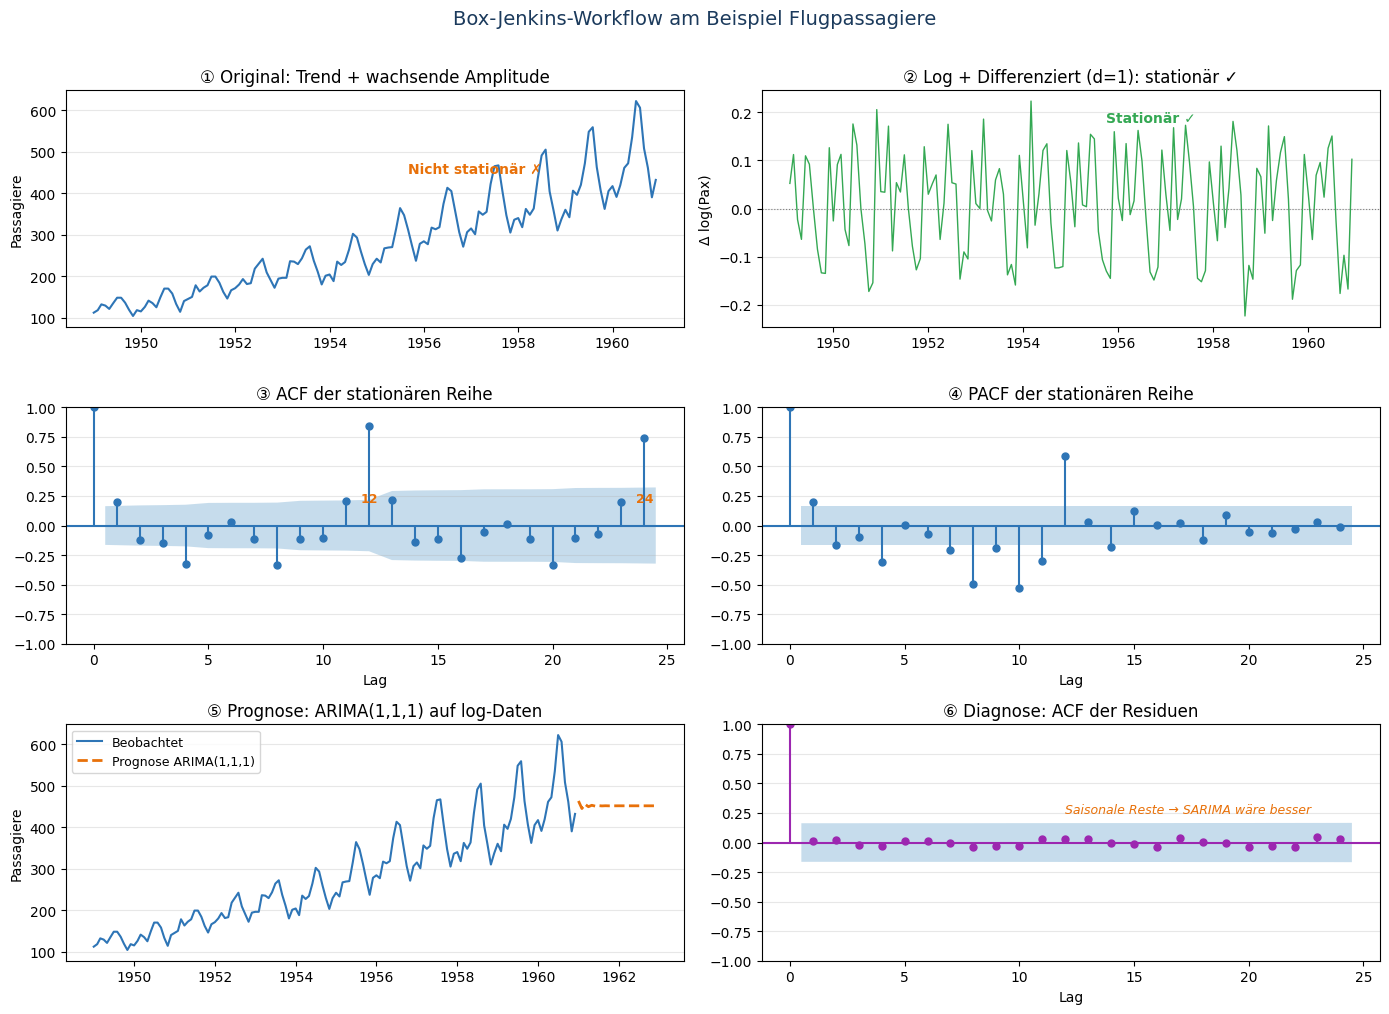 Box-Jenkins-Workflow am Beispiel Flugpassagiere
① Original: Trend + wachsende Amplitude
Passagiere
600
500
400
300
200
100
Nicht stationär ✗
1950 1952 1954 1956 1958 1960
② Log + Differenziert (d=1): stationär ✓
Δ log(Pax)
0.2
0.1
0.0
−0.1
−0.2
Stationär ✓
1950 1952 1954 1956 1958 1960
③ ACF der stationären Reihe
1.00
0.75
0.50
0.25
0.00
−0.25
−0.50
−0.75
−1.00
12 24
0 5 10 15 20 25
Lag
④ PACF der stationären Reihe
1.00
0.75
0.50
0.25
0.00
−0.25
−0.50
−0.75
−1.00
0 5 10 15 20 25
Lag
⑤ Prognose: ARIMA(1,1,1) auf log-Daten
Passagiere
600
500
400
300
200
100
Beobachtet
Prognose ARIMA(1,1,1)
1950 1952 1954 1956 1958 1960 1962
⑥ Diagnose: ACF der Residuen
1.00
0.75
0.50
0.25
0.00
−0.25
−0.50
−0.75
−1.00
Saisonale Reste → SARIMA wäre besser
0 5 10 15 20 25
Lag